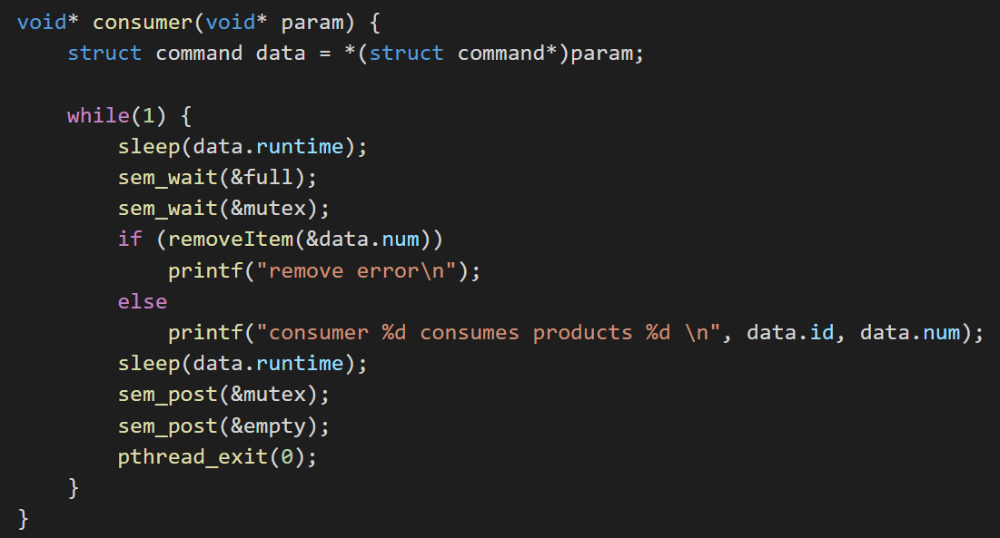 void* consumer(void* param) {
    struct command data = *(struct command*)param;

    while(1) {
        sleep(data.runtime);
        sem_wait(&full);
        sem_wait(&mutex);
        if (removeItem(&data.num))
            printf("remove error\n");
        else
            printf("consumer %d consumes products %d \n", data.id, data.num);
        sleep(data.runtime);
        sem_post(&mutex);
        sem_post(&empty);
        pthread_exit(0);
    }
}